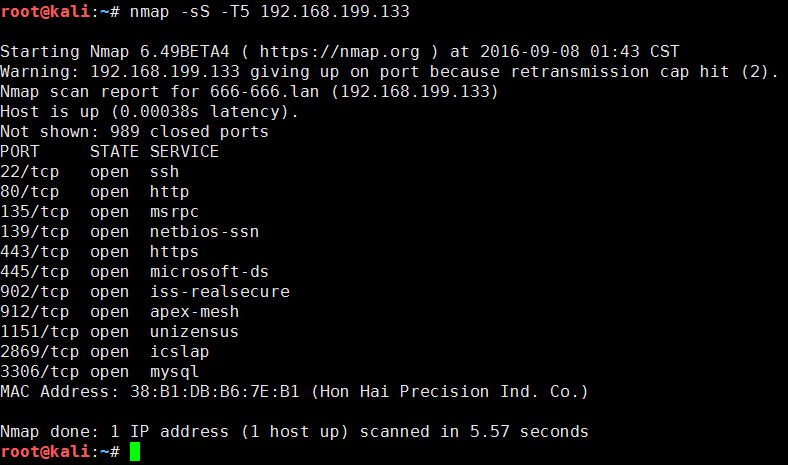 root@kali:~# nmap -sS -T5 192.168.199.133
Starting Nmap 6.49BETA4 ( https://nmap.org ) at 2016-09-08 01:43 CST
Warning: 192.168.199.133 giving up on port because retransmission cap hit (2).
Nmap scan report for 666-666.lan (192.168.199.133)
Host is up (0.00038s latency).
Not shown: 989 closed ports
PORT     STATE SERVICE
22/tcp   open  ssh
80/tcp   open  http
135/tcp  open  msrpc
139/tcp  open  netbios-ssn
443/tcp  open  https
445/tcp  open  microsoft-ds
902/tcp  open  iss-realsecure
912/tcp  open  apex-mesh
1151/tcp open  unizensus
2869/tcp open  icslap
3306/tcp open  mysql
MAC Address: 38:B1:DB:B6:7E:B1 (Hon Hai Precision Ind. Co.)
Nmap done: 1 IP address (1 host up) scanned in 5.57 seconds
root@kali:~#